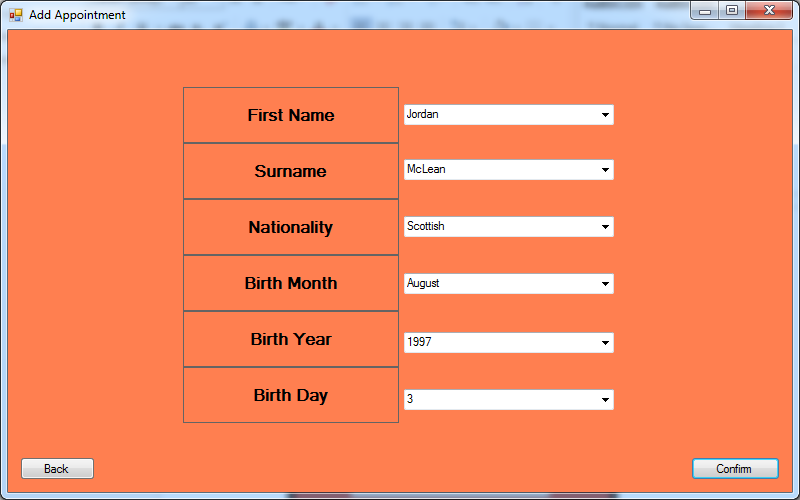 Add Appointment
First Name Jordan
Surname McLean
Nationality Scottish
Birth Month August
Birth Year 1997
Birth Day 3
Back Confirm